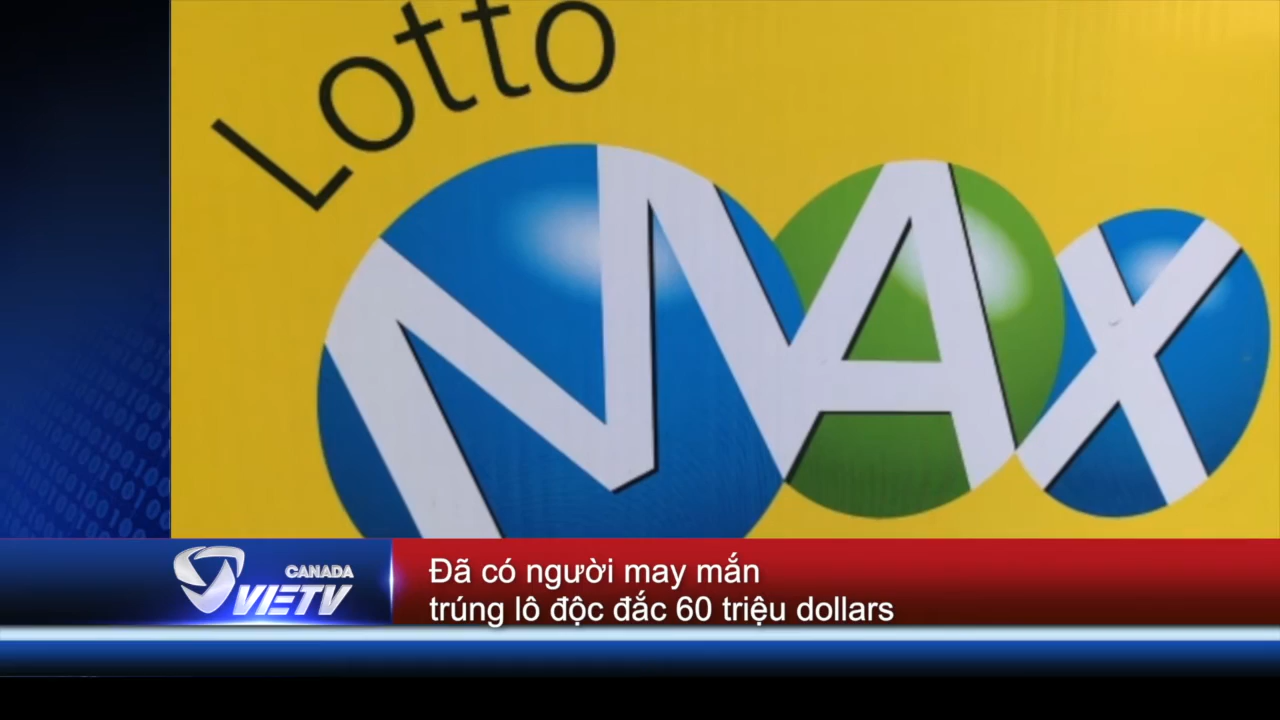 Lotto
MAX
CANADA
VIETV
Đã có người may mắn
trúng lô độc đắc 60 triệu dollars